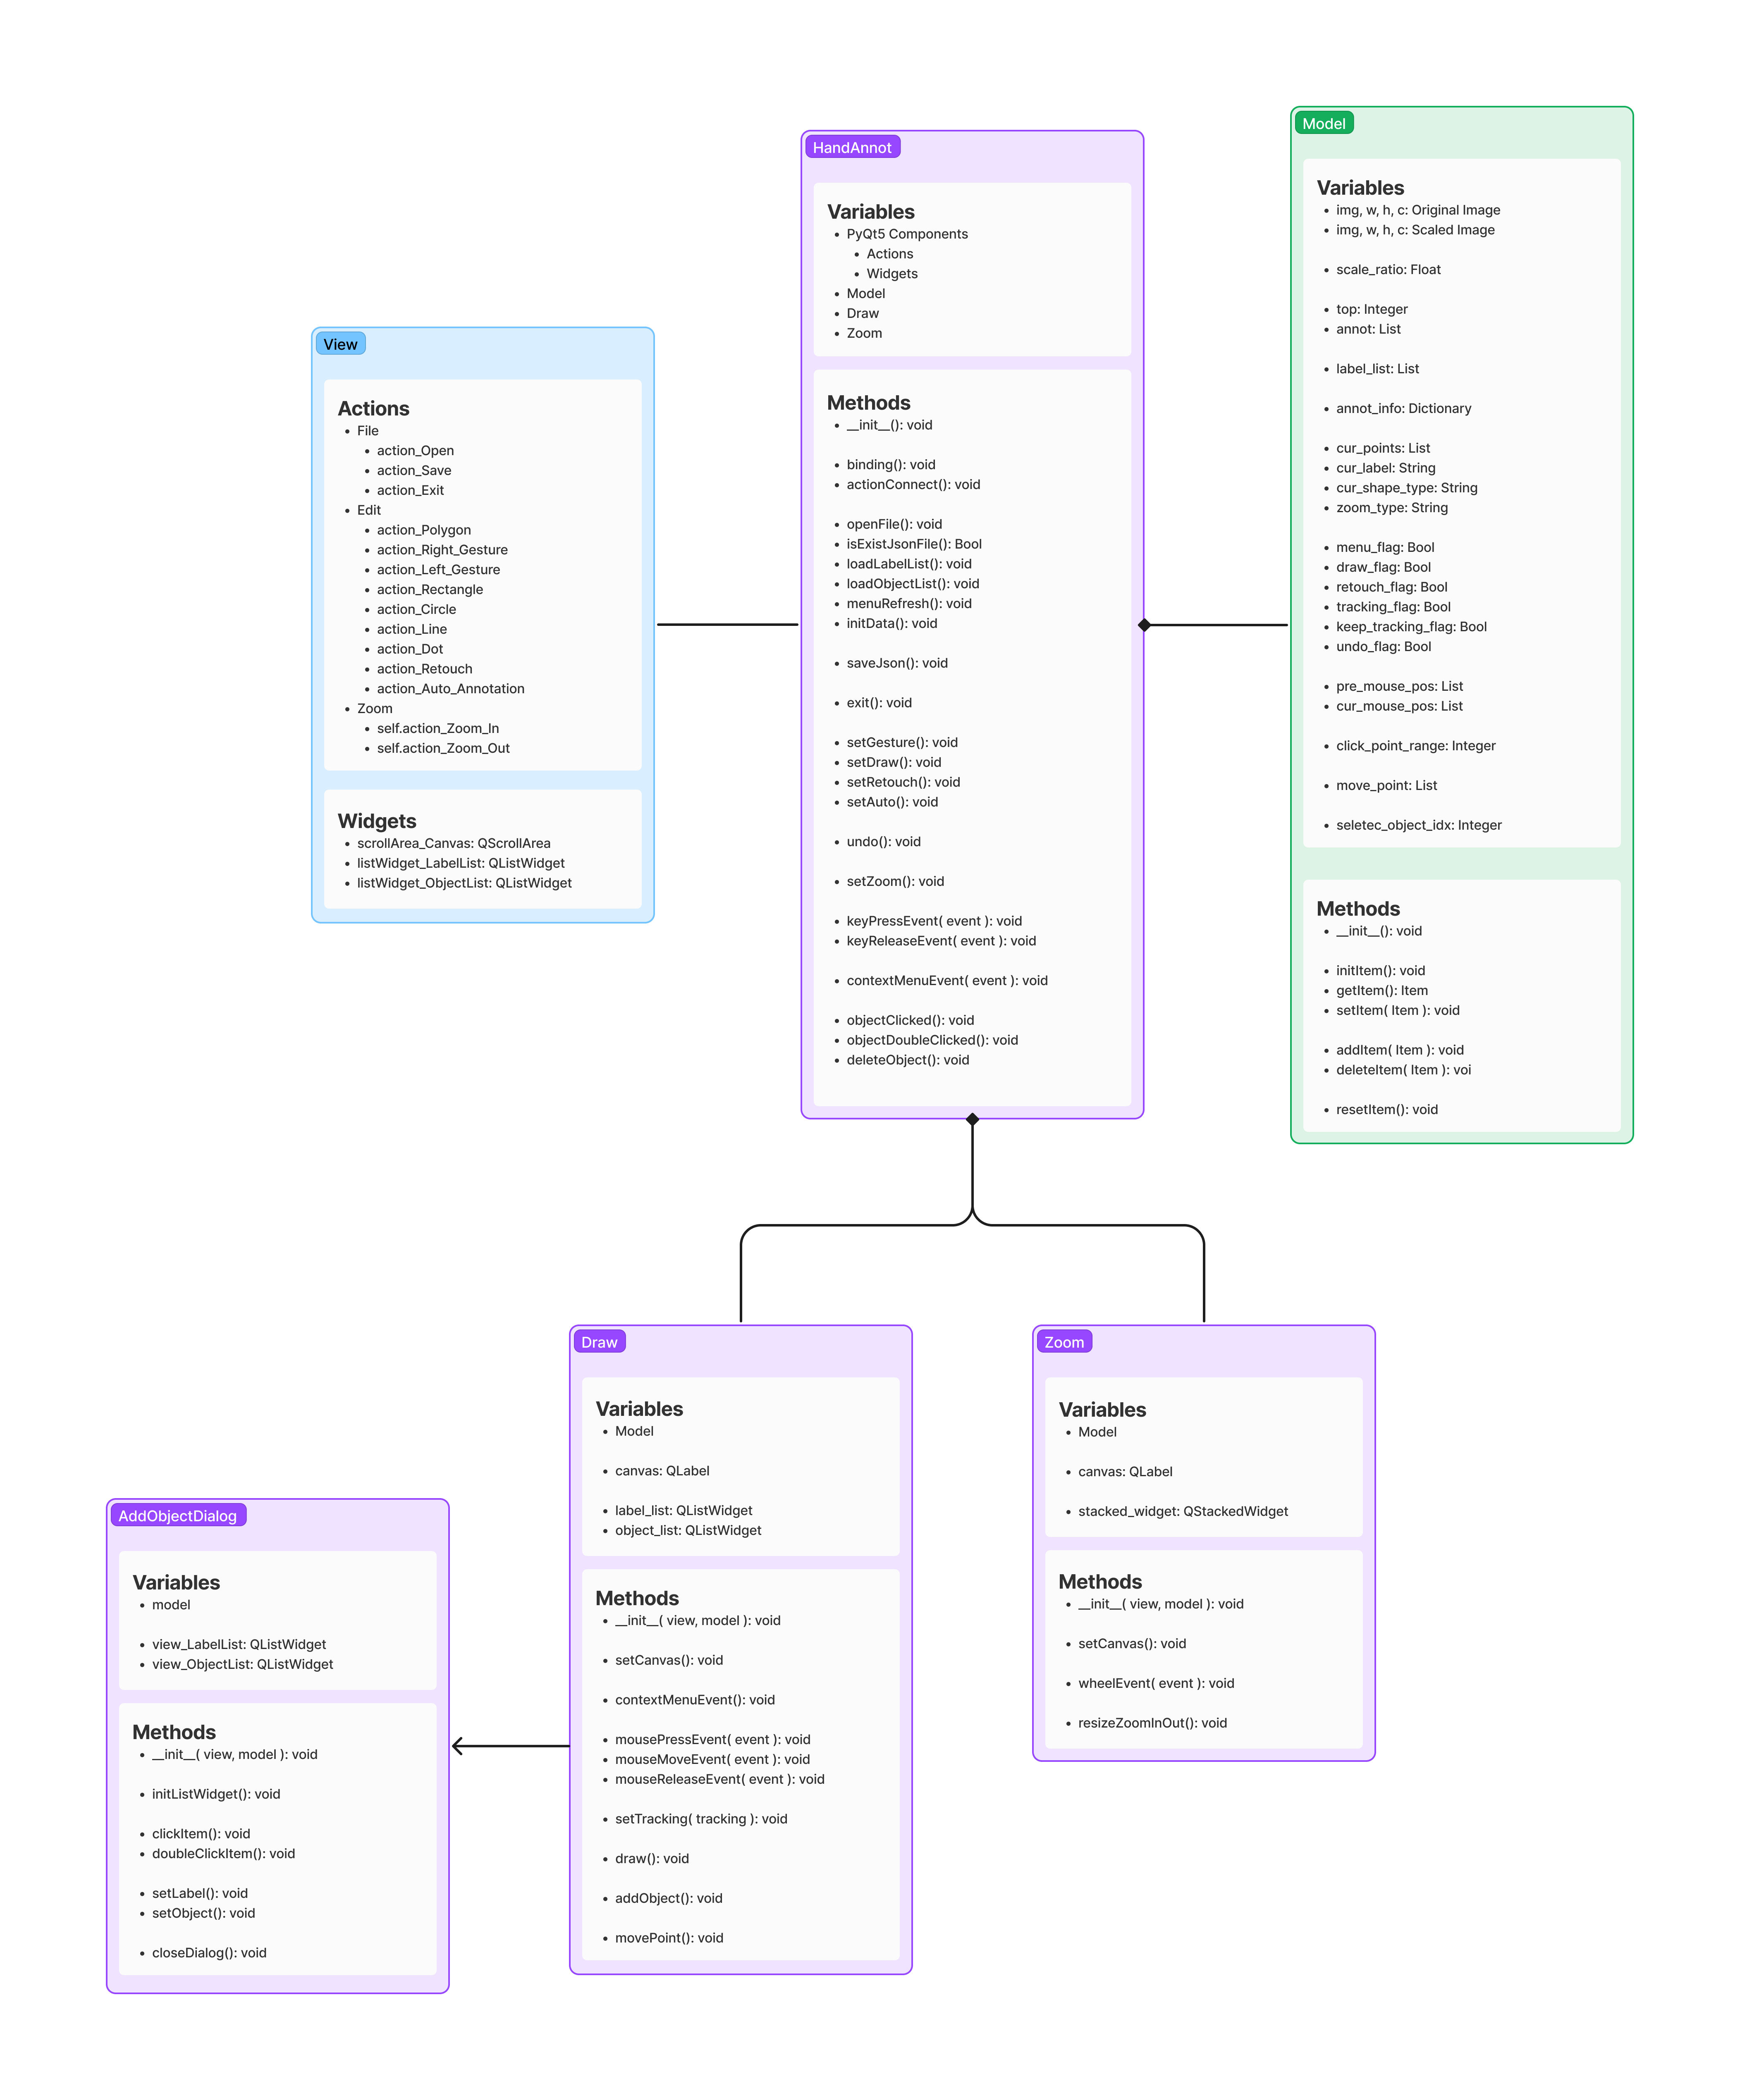 View
Actions
File
action_Open
action_Save
action_Exit
Edit
action_Polygon
action_Right_Gesture
action_Left_Gesture
action_Rectangle
action_Circle
action_Line
action_Dot
action_Retouch
action_Auto_Annotation
Zoom
self.action_Zoom_In
self.action_Zoom_Out
Widgets
scrollArea_Canvas: QScrollArea
listWidget_LabelList: QListWidget
listWidget_ObjectList: QListWidget
HandAnnot
Variables
PyQt5 Components
Actions
Widgets
Model
Draw
Zoom
Methods
__init__(): void
binding(): void
actionConnect(): void
openFile(): void
isExistJsonFile(): Bool
loadLabelList(): void
loadObjectList(): void
menuRefresh(): void
initData(): void
saveJson(): void
exit(): void
setGesture(): void
setDraw(): void
setRetouch(): void
setAuto(): void
undo(): void
setZoom(): void
keyPressEvent( event ): void
keyReleaseEvent( event ): void
contextMenuEvent( event ): void
objectClicked(): void
objectDoubleClicked(): void
deleteObject(): void
Model
Variables
img, w, h, c: Original Image
img, w, h, c: Scaled Image
scale_ratio: Float
top: Integer
annot: List
label_list: List
annot_info: Dictionary
cur_points: List
cur_label: String
cur_shape_type: String
zoom_type: String
menu_flag: Bool
draw_flag: Bool
retouch_flag: Bool
tracking_flag: Bool
keep_tracking_flag: Bool
undo_flag: Bool
pre_mouse_pos: List
cur_mouse_pos: List
click_point_range: Integer
move_point: List
seletec_object_idx: Integer
Methods
__init__(): void
initItem(): void
getItem(): Item
setItem( Item ): void
addItem( Item ): void
deleteItem( Item ): voi
resetItem(): void
AddObjectDialog
Variables
model
view_LabelList: QListWidget
view_ObjectList: QListWidget
Methods
__init__( view, model ): void
initListWidget(): void
clickItem(): void
doubleClickItem(): void
setLabel(): void
setObject(): void
closeDialog(): void
Draw
Variables
Model
canvas: QLabel
label_list: QListWidget
object_list: QListWidget
Methods
__init__( view, model ): void
setCanvas(): void
contextMenuEvent(): void
mousePressEvent( event ): void
mouseMoveEvent( event ): void
mouseReleaseEvent( event ): void
setTracking( tracking ): void
draw(): void
addObject(): void
movePoint(): void
Zoom
Variables
Model
canvas: QLabel
stacked_widget: QStackedWidget
Methods
__init__( view, model ): void
setCanvas(): void
wheelEvent( event ): void
resizeZoomInOut(): void